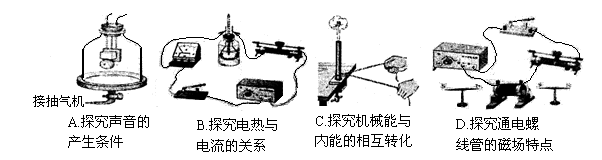 接抽气机
A.探究声音的
产生条件
B.探究电热与
电流的关系
C.探究机械能与
内能的相互转化
D.探究通电螺
线管的磁场特点